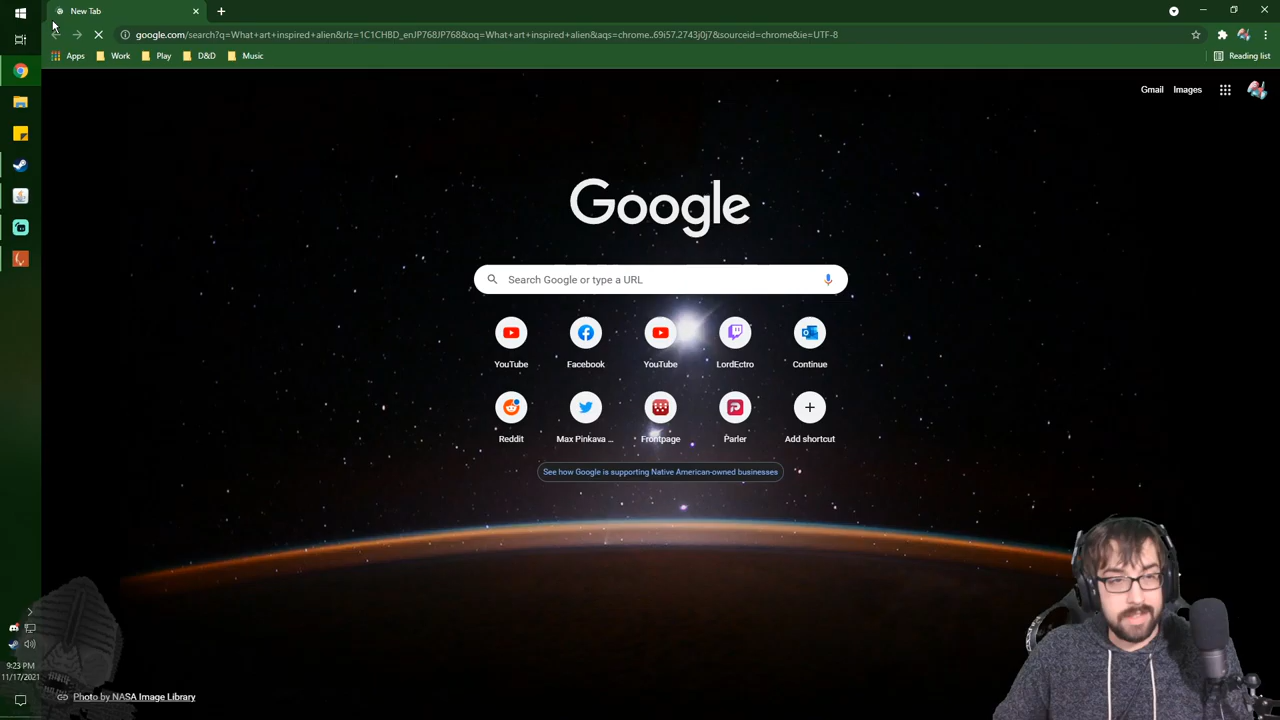 New Tab
google.com/search?q=What+art+inspired+alien&rlz=1C1CHBD_enJP768JP768&oq=What+art+inspired+alien&aqs=chrome..69i57.2743j0j7&sourceid=chrome&ie=UTF-8
Apps Work Play D&D Music Reading list
Gmail Images
Google
Search Google or type a URL
YouTube Facebook YouTube LordEctro Continue
Reddit Max Pinkava ... Frontpage Parler Add shortcut
See how Google is supporting Native American-owned businesses
9:23 PM
11/17/2021
Photo by NASA Image Library